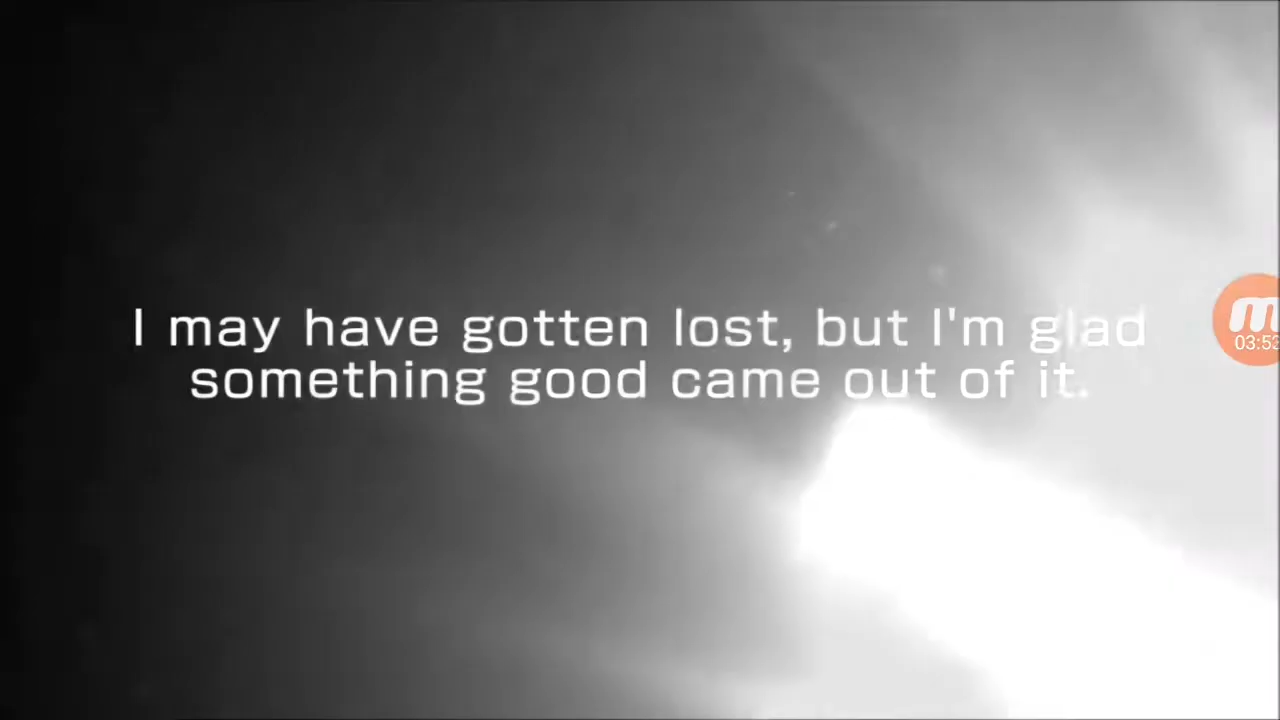 I may have gotten lost, but I'm glad
something good came out of it.
03:52